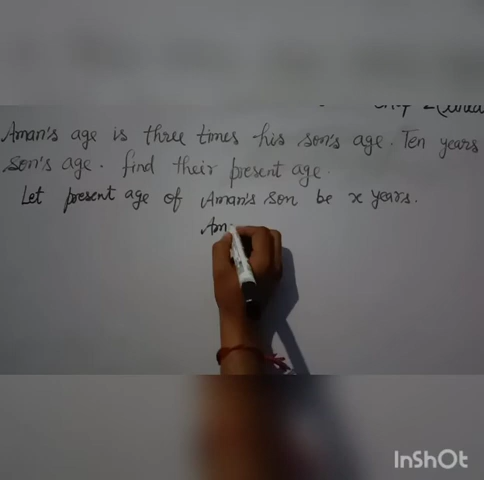 Aman's age is three times his son's age. Ten years
son's age. find their present age.
Let present age of Aman's son be x years.
Am
InShOt